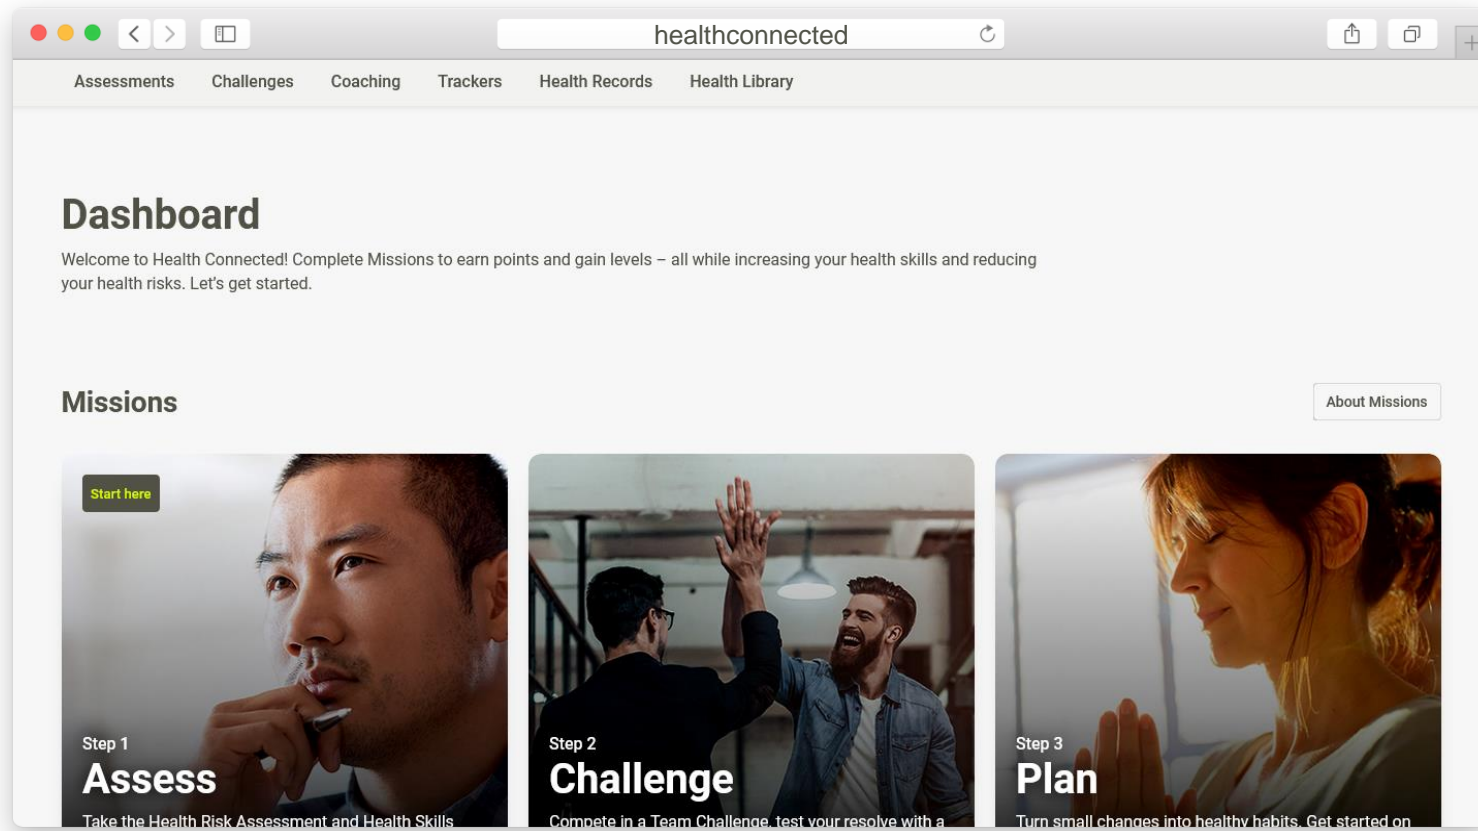 healthconnected
Assessments Challenges Coaching Trackers Health Records Health Library
Dashboard
Welcome to Health Connected! Complete Missions to earn points and gain levels – all while increasing your health skills and reducing
your health risks. Let's get started.
Missions
About Missions
Start here
Step 1
Assess
Take the Health Risk Assessment and Health Skills
Step 2
Challenge
Compete in a Team Challenge, test your resolve with a
Step 3
Plan
Turn small changes into healthy habits. Get started on